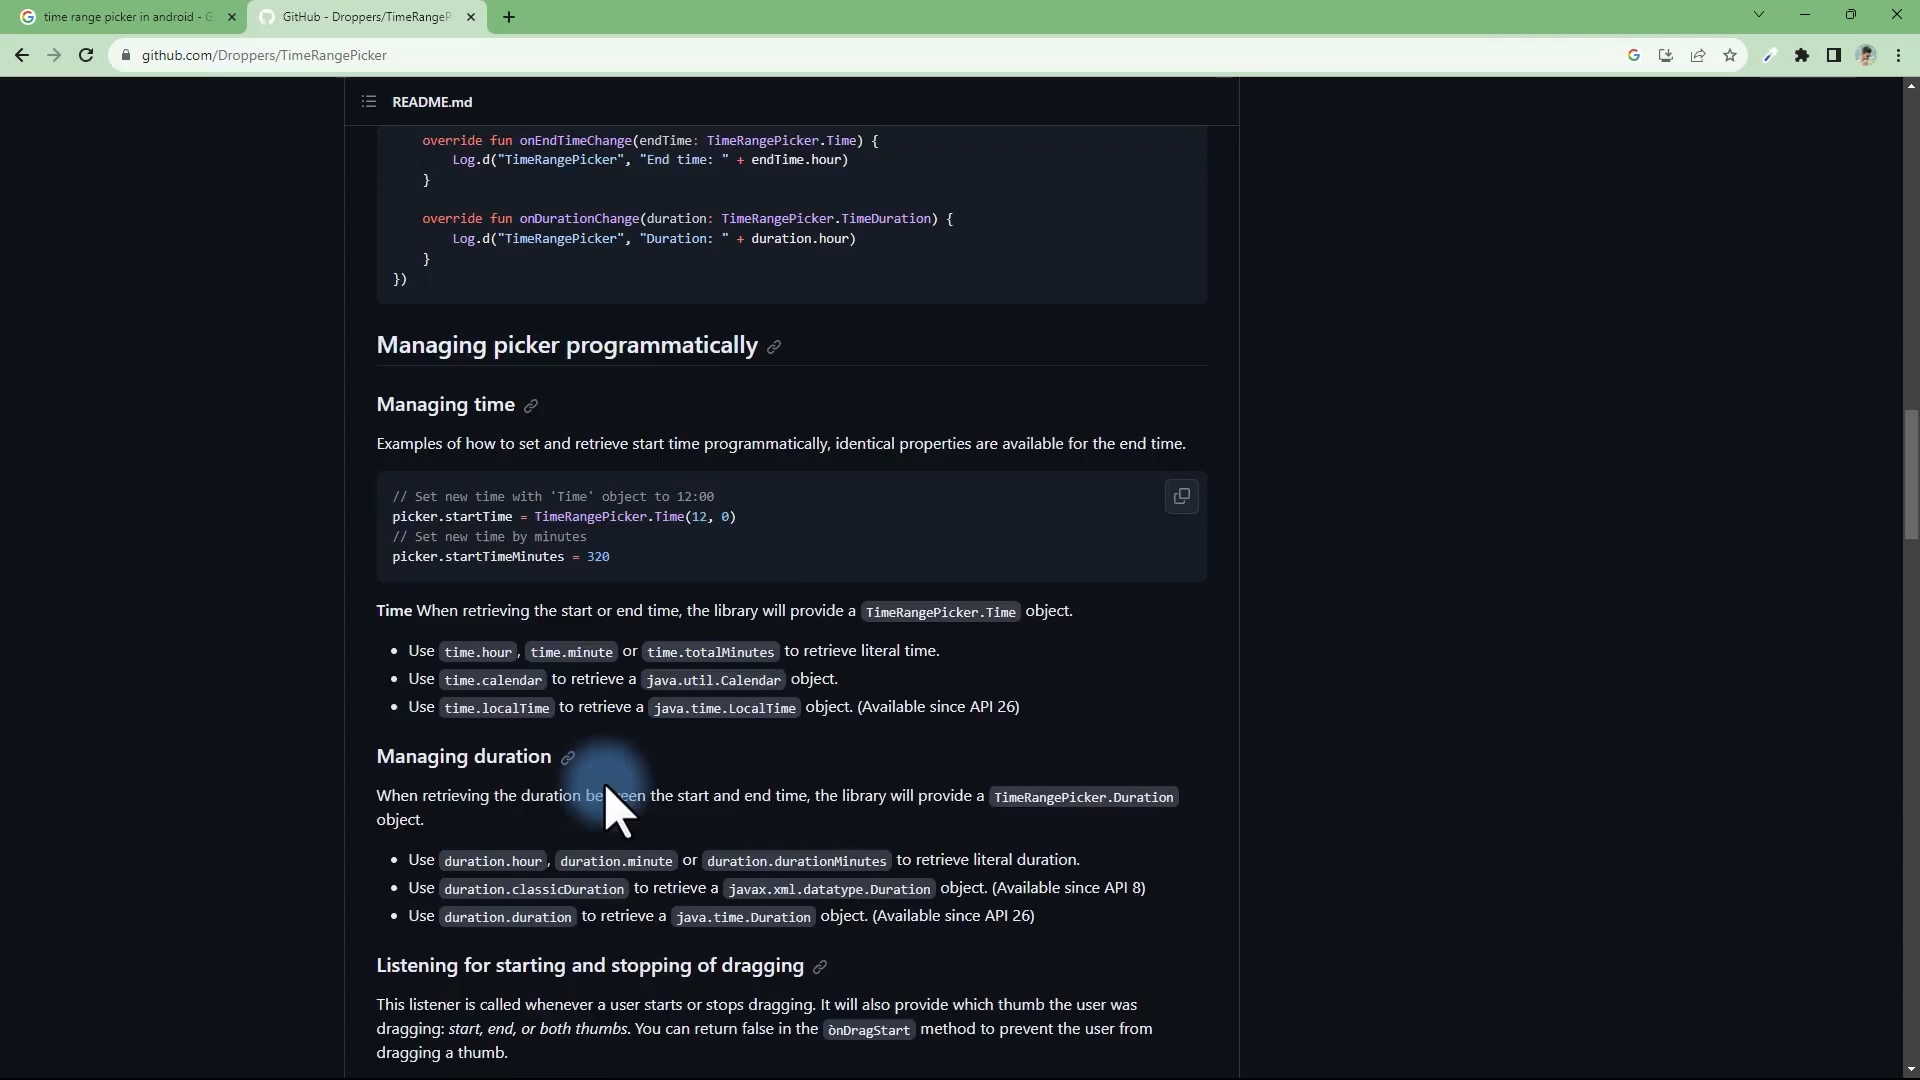 time range picker in android - G
GitHub - Droppers/TimeRangeP
github.com/Droppers/TimeRangePicker
README.md
override fun onEndTimeChange(endTime: TimeRangePicker.Time) {
Log.d("TimeRangePicker", "End time: " + endTime.hour)
}
override fun onDurationChange(duration: TimeRangePicker.TimeDuration) {
Log.d("TimeRangePicker", "Duration: " + duration.hour)
}
})
Managing picker programmatically
Managing time
Examples of how to set and retrieve start time programmatically, identical properties are available for the end time.
// Set new time with 'Time' object to 12:00
picker.startTime = TimeRangePicker.Time(12, 0)
// Set new time by minutes
picker.startTimeMinutes = 320
Time When retrieving the start or end time, the library will provide a TimeRangePicker.Time object.
• Use time.hour, time.minute or time.totalMinutes to retrieve literal time.
• Use time.calendar to retrieve a java.util.Calendar object.
• Use time.localTime to retrieve a java.time.LocalTime object. (Available since API 26)
Managing duration
When retrieving the duration between the start and end time, the library will provide a TimeRangePicker.Duration
object.
• Use duration.hour, duration.minute or duration.durationMinutes to retrieve literal duration.
• Use duration.classicDuration to retrieve a javax.xml.datatype.Duration object. (Available since API 8)
• Use duration.duration to retrieve a java.time.Duration object. (Available since API 26)
Listening for starting and stopping of dragging
This listener is called whenever a user starts or stops dragging. It will also provide which thumb the user was
dragging: start, end, or both thumbs. You can return false in the ònDragStart method to prevent the user from
dragging a thumb.